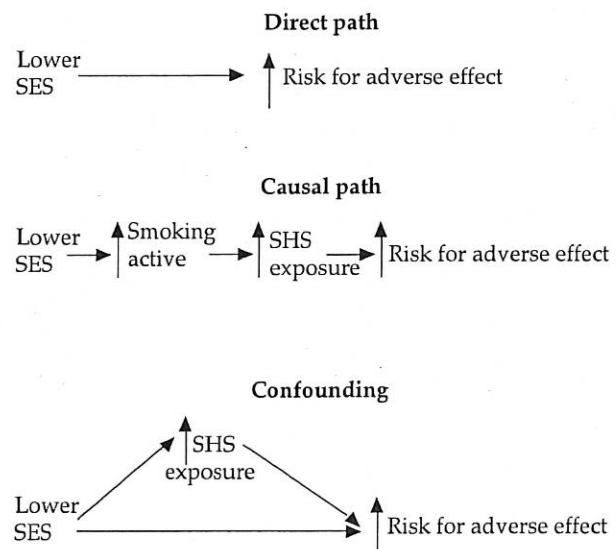 Direct path
Lower
SES
Risk for adverse effect
Causal path
Lower
SES
Smoking
active
SHS
exposure
Risk for adverse effect
Confounding
SHS
exposure
Lower
SES
Risk for adverse effect